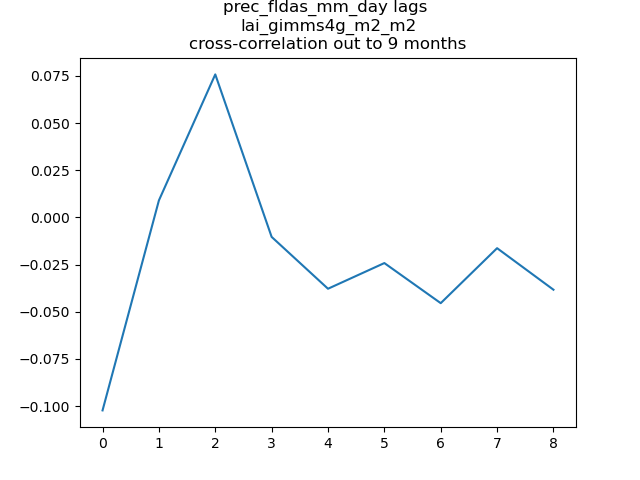 prec_fldas_mm_day lags
lai_gimms4g_m2_m2
cross-correlation out to 9 months
0.075
0.050
0.025
0.000
−0.025
−0.050
−0.075
−0.100
0 1 2 3 4 5 6 7 8